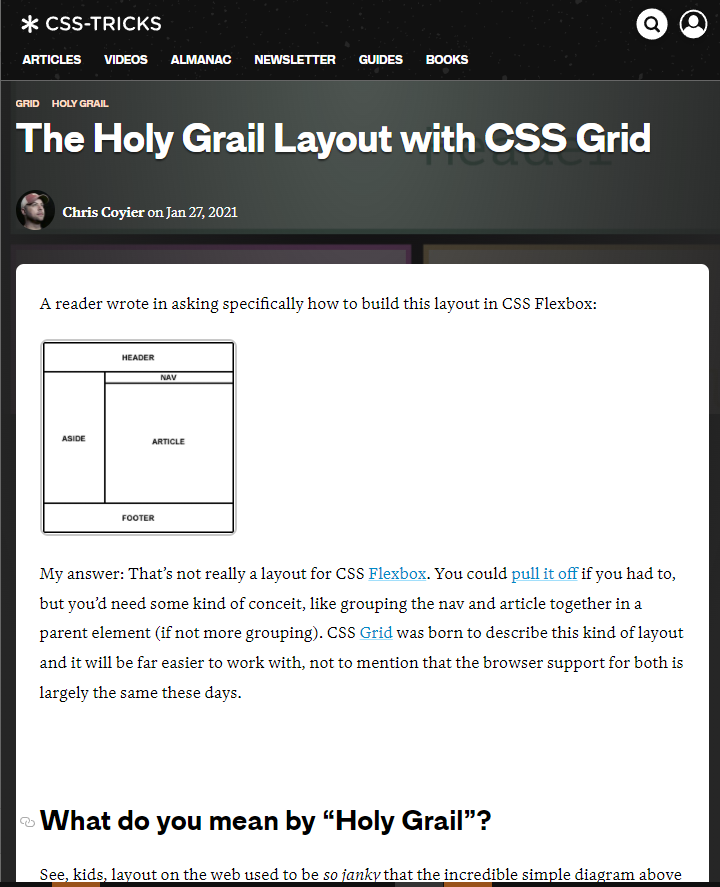 CSS-TRICKS
ARTICLES VIDEOS ALMANAC NEWSLETTER GUIDES BOOKS
GRID HOLY GRAIL
The Holy Grail Layout with CSS Grid
Header
Chris Coyier on Jan 27, 2021
A reader wrote in asking specifically how to build this layout in CSS Flexbox:
HEADER
NAV
ASIDE
ARTICLE
FOOTER
My answer: That’s not really a layout for CSS Flexbox. You could pull it off if you had to,
but you’d need some kind of conceit, like grouping the nav and article together in a
parent element (if not more grouping). CSS Grid was born to describe this kind of layout
and it will be far easier to work with, not to mention that the browser support for both is
largely the same these days.
What do you mean by “Holy Grail”?
See, kids, layout on the web used to be so janky that the incredible simple diagram above